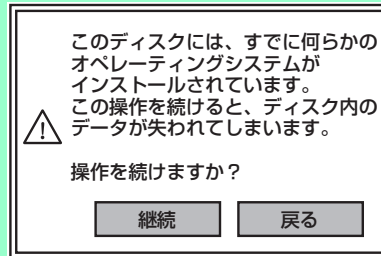 このディスクには、すでに何らかの
オペレーティングシステムが
インストールされています。
この操作を続けると、ディスク内の
データが失われてしまいます。
操作を続けますか？
継続
戻る